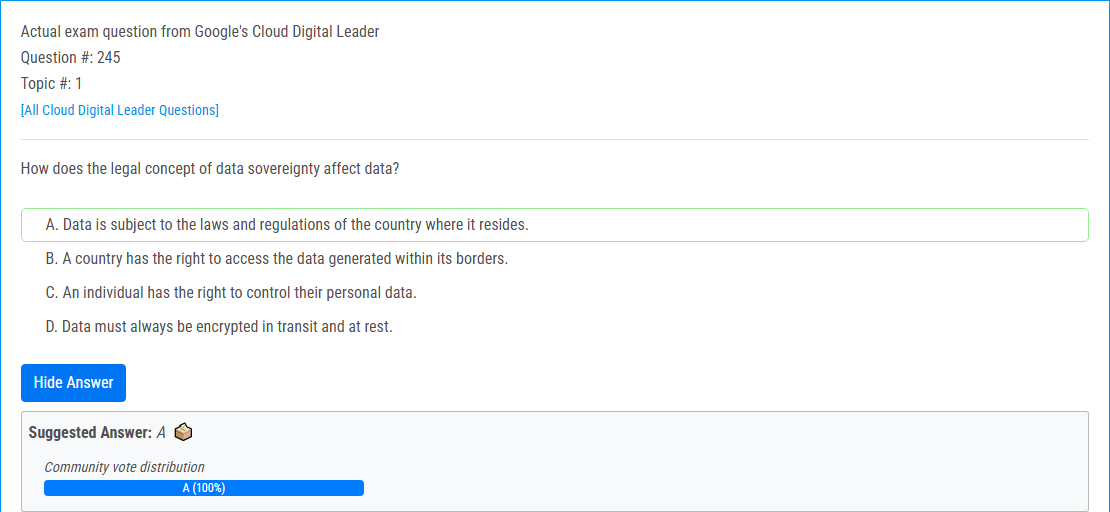 Actual exam question from Google's Cloud Digital Leader
Question #: 245
Topic #: 1
[All Cloud Digital Leader Questions]
How does the legal concept of data sovereignty affect data?
A. Data is subject to the laws and regulations of the country where it resides.
B. A country has the right to access the data generated within its borders.
C. An individual has the right to control their personal data.
D. Data must always be encrypted in transit and at rest.
Hide Answer
Suggested Answer: A
Community vote distribution
A (100%)